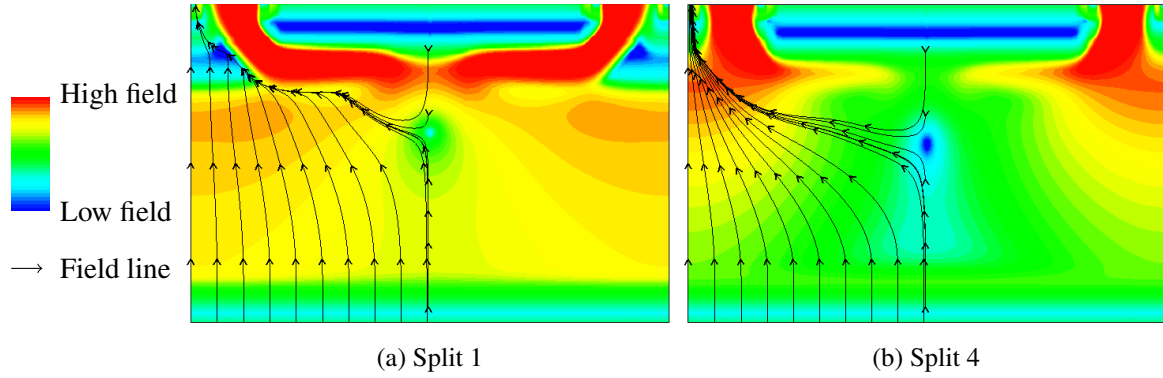 High field
Low field
Field line
(a) Split 1
(b) Split 4